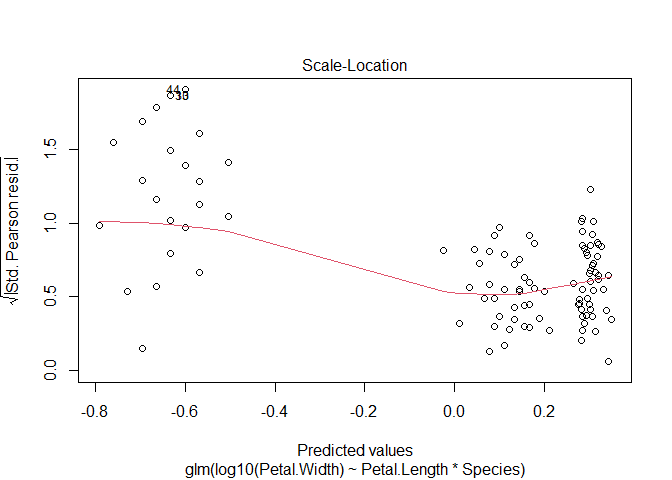 Scale-Location
√|Std. Pearson resid.|
1.5
1.0
0.5
0.0
44
-0.8 -0.6 -0.4 -0.2 0.0 0.2
Predicted values
glm(log10(Petal.Width) ~ Petal.Length * Species)